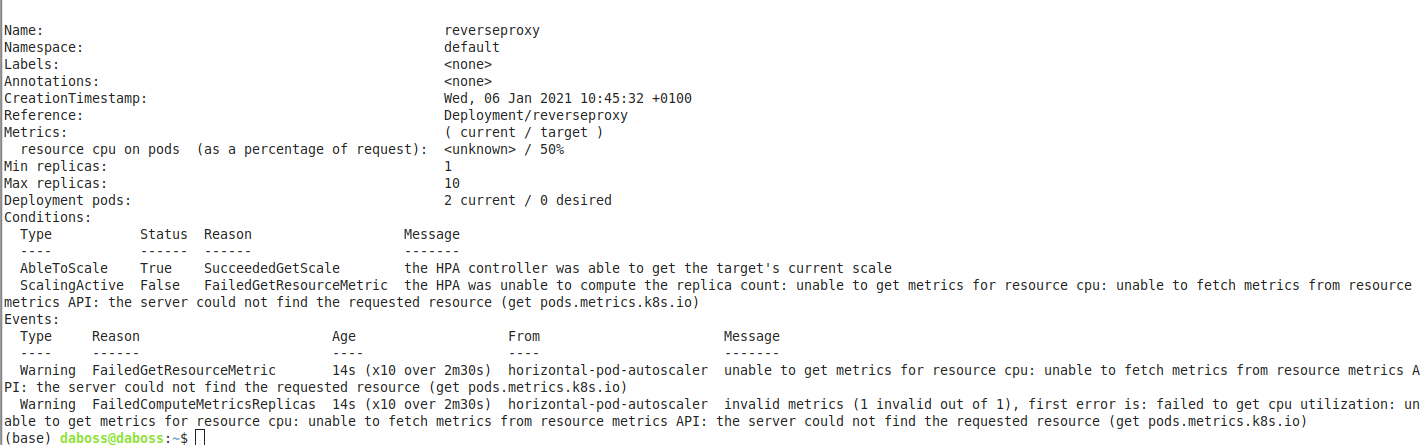 Name: reverseproxy
Namespace: default
Labels: <none>
Annotations: <none>
CreationTimestamp: Wed, 06 Jan 2021 10:45:32 +0100
Reference: Deployment/reverseproxy
Metrics: ( current / target )
resource cpu on pods (as a percentage of request): <unknown> / 50%
Min replicas: 1
Max replicas: 10
Deployment pods: 2 current / 0 desired
Conditions:
Type Status Reason Message
---- ------ ------ -------
AbleToScale True SucceededGetScale the HPA controller was able to get the target's current scale
ScalingActive False FailedGetResourceMetric the HPA was unable to compute the replica count: unable to get metrics for resource cpu: unable to fetch metrics from resource
metrics API: the server could not find the requested resource (get pods.metrics.k8s.io)
Events:
Type Reason Age From Message
---- ------ ---- ---- -------
Warning FailedGetResourceMetric 14s (x10 over 2m30s) horizontal-pod-autoscaler unable to get metrics for resource cpu: unable to fetch metrics from resource metrics A
PI: the server could not find the requested resource (get pods.metrics.k8s.io)
Warning FailedComputeMetricsReplicas 14s (x10 over 2m30s) horizontal-pod-autoscaler invalid metrics (1 invalid out of 1), first error is: failed to get cpu utilization: un
able to get metrics for resource cpu: unable to fetch metrics from resource metrics API: the server could not find the requested resource (get pods.metrics.k8s.io)
(base) daboss@daboss:~$